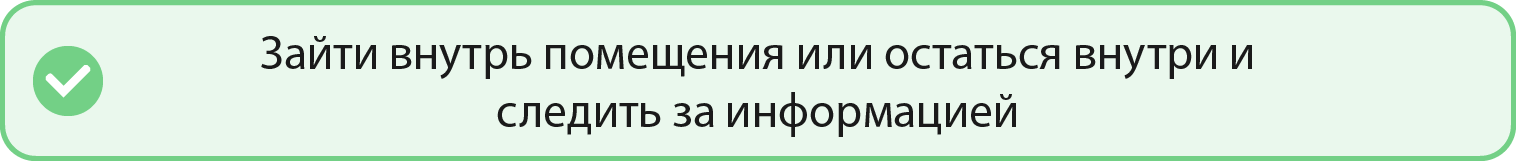 Зайти внутрь помещения или остаться внутри и
следить за информацией